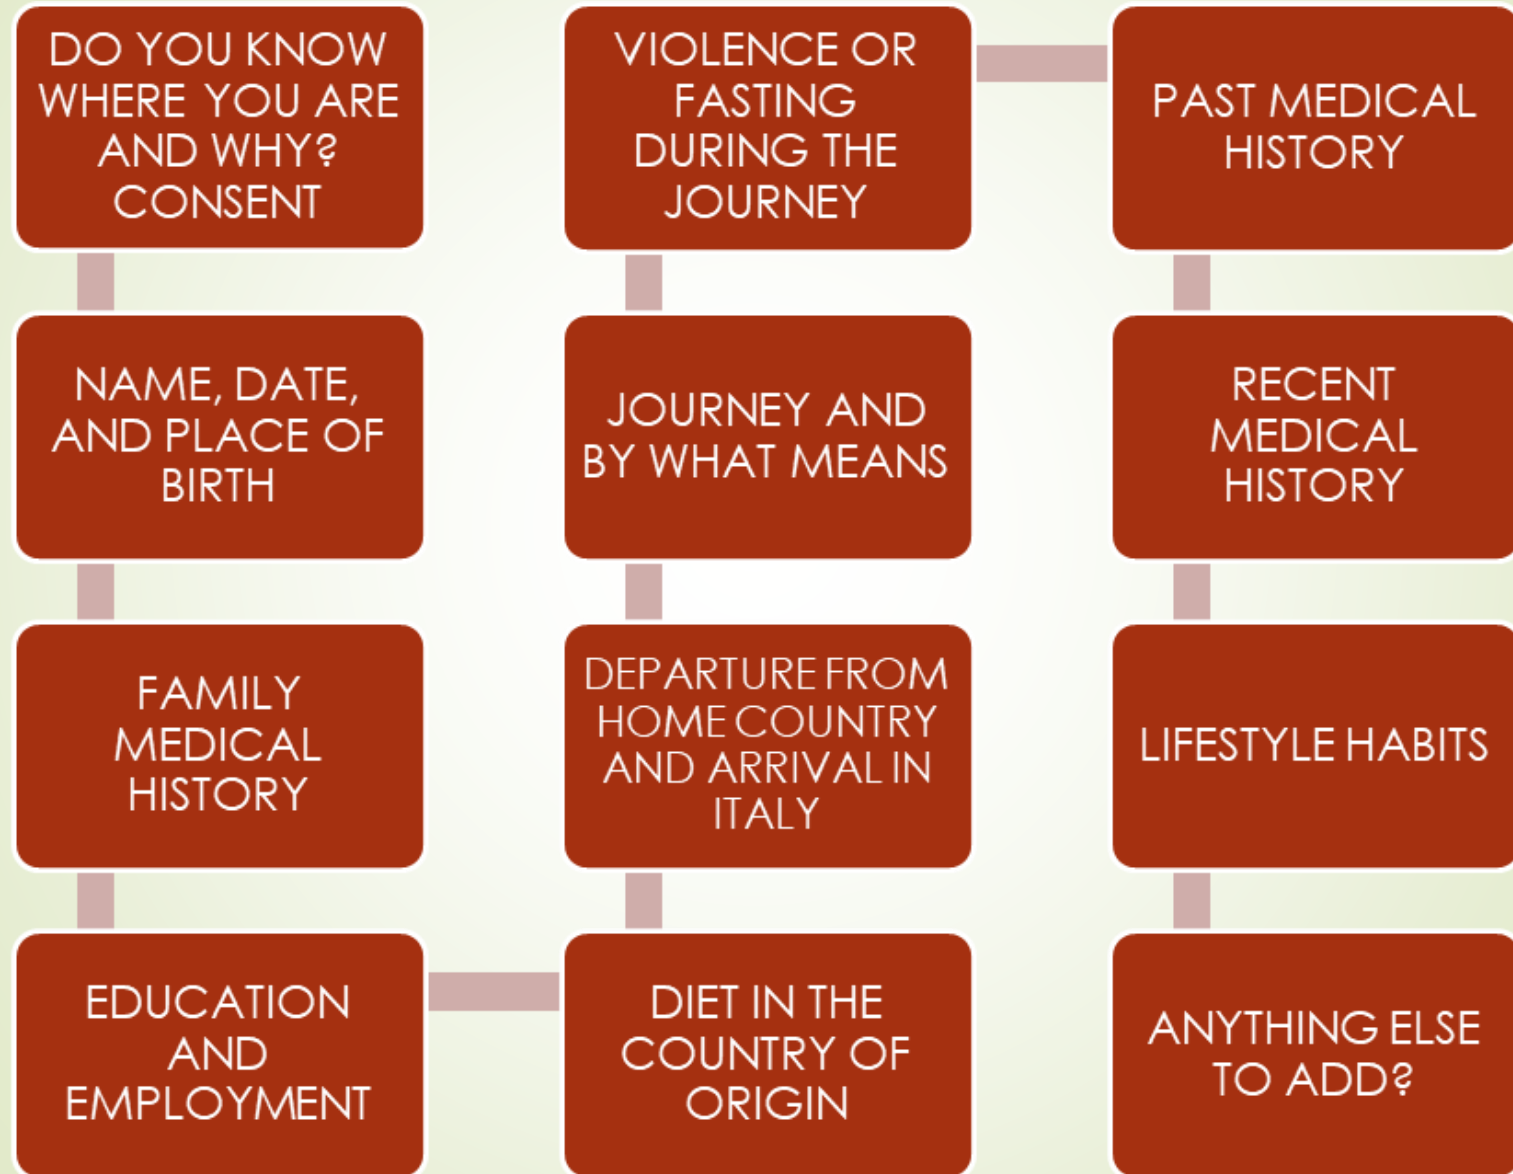 DO YOU KNOW
WHERE YOU ARE
AND WHY?
CONSENT
NAME, DATE,
AND PLACE OF
BIRTH
FAMILY
MEDICAL
HISTORY
EDUCATION
AND
EMPLOYMENT
DIET IN THE
COUNTRY OF
ORIGIN
DEPARTURE FROM
HOME COUNTRY
AND ARRIVAL IN
ITALY
JOURNEY AND
BY WHAT MEANS
VIOLENCE OR
FASTING
DURING THE
JOURNEY
PAST MEDICAL
HISTORY
RECENT
MEDICAL
HISTORY
LIFESTYLE HABITS
ANYTHING ELSE
TO ADD?